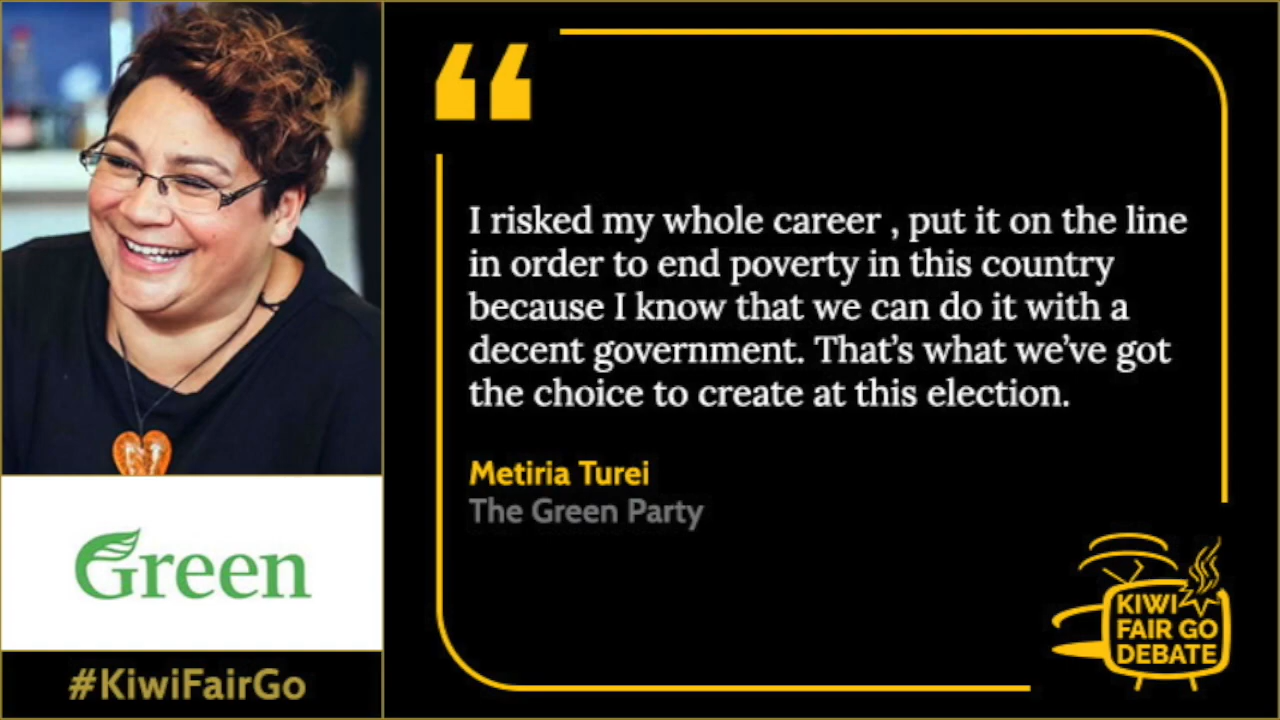 “
I risked my whole career , put it on the line
in order to end poverty in this country
because I know that we can do it with a
decent government. That’s what we’ve got
the choice to create at this election.
Metiria Turei
The Green Party
Green
#KiwiFairGo
KIWI
FAIR GO
DEBATE